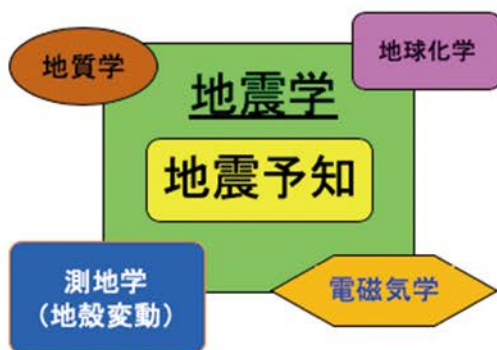 地質学
地球化学
地震学
地震予知
測地学
（地殻変動）
電磁気学